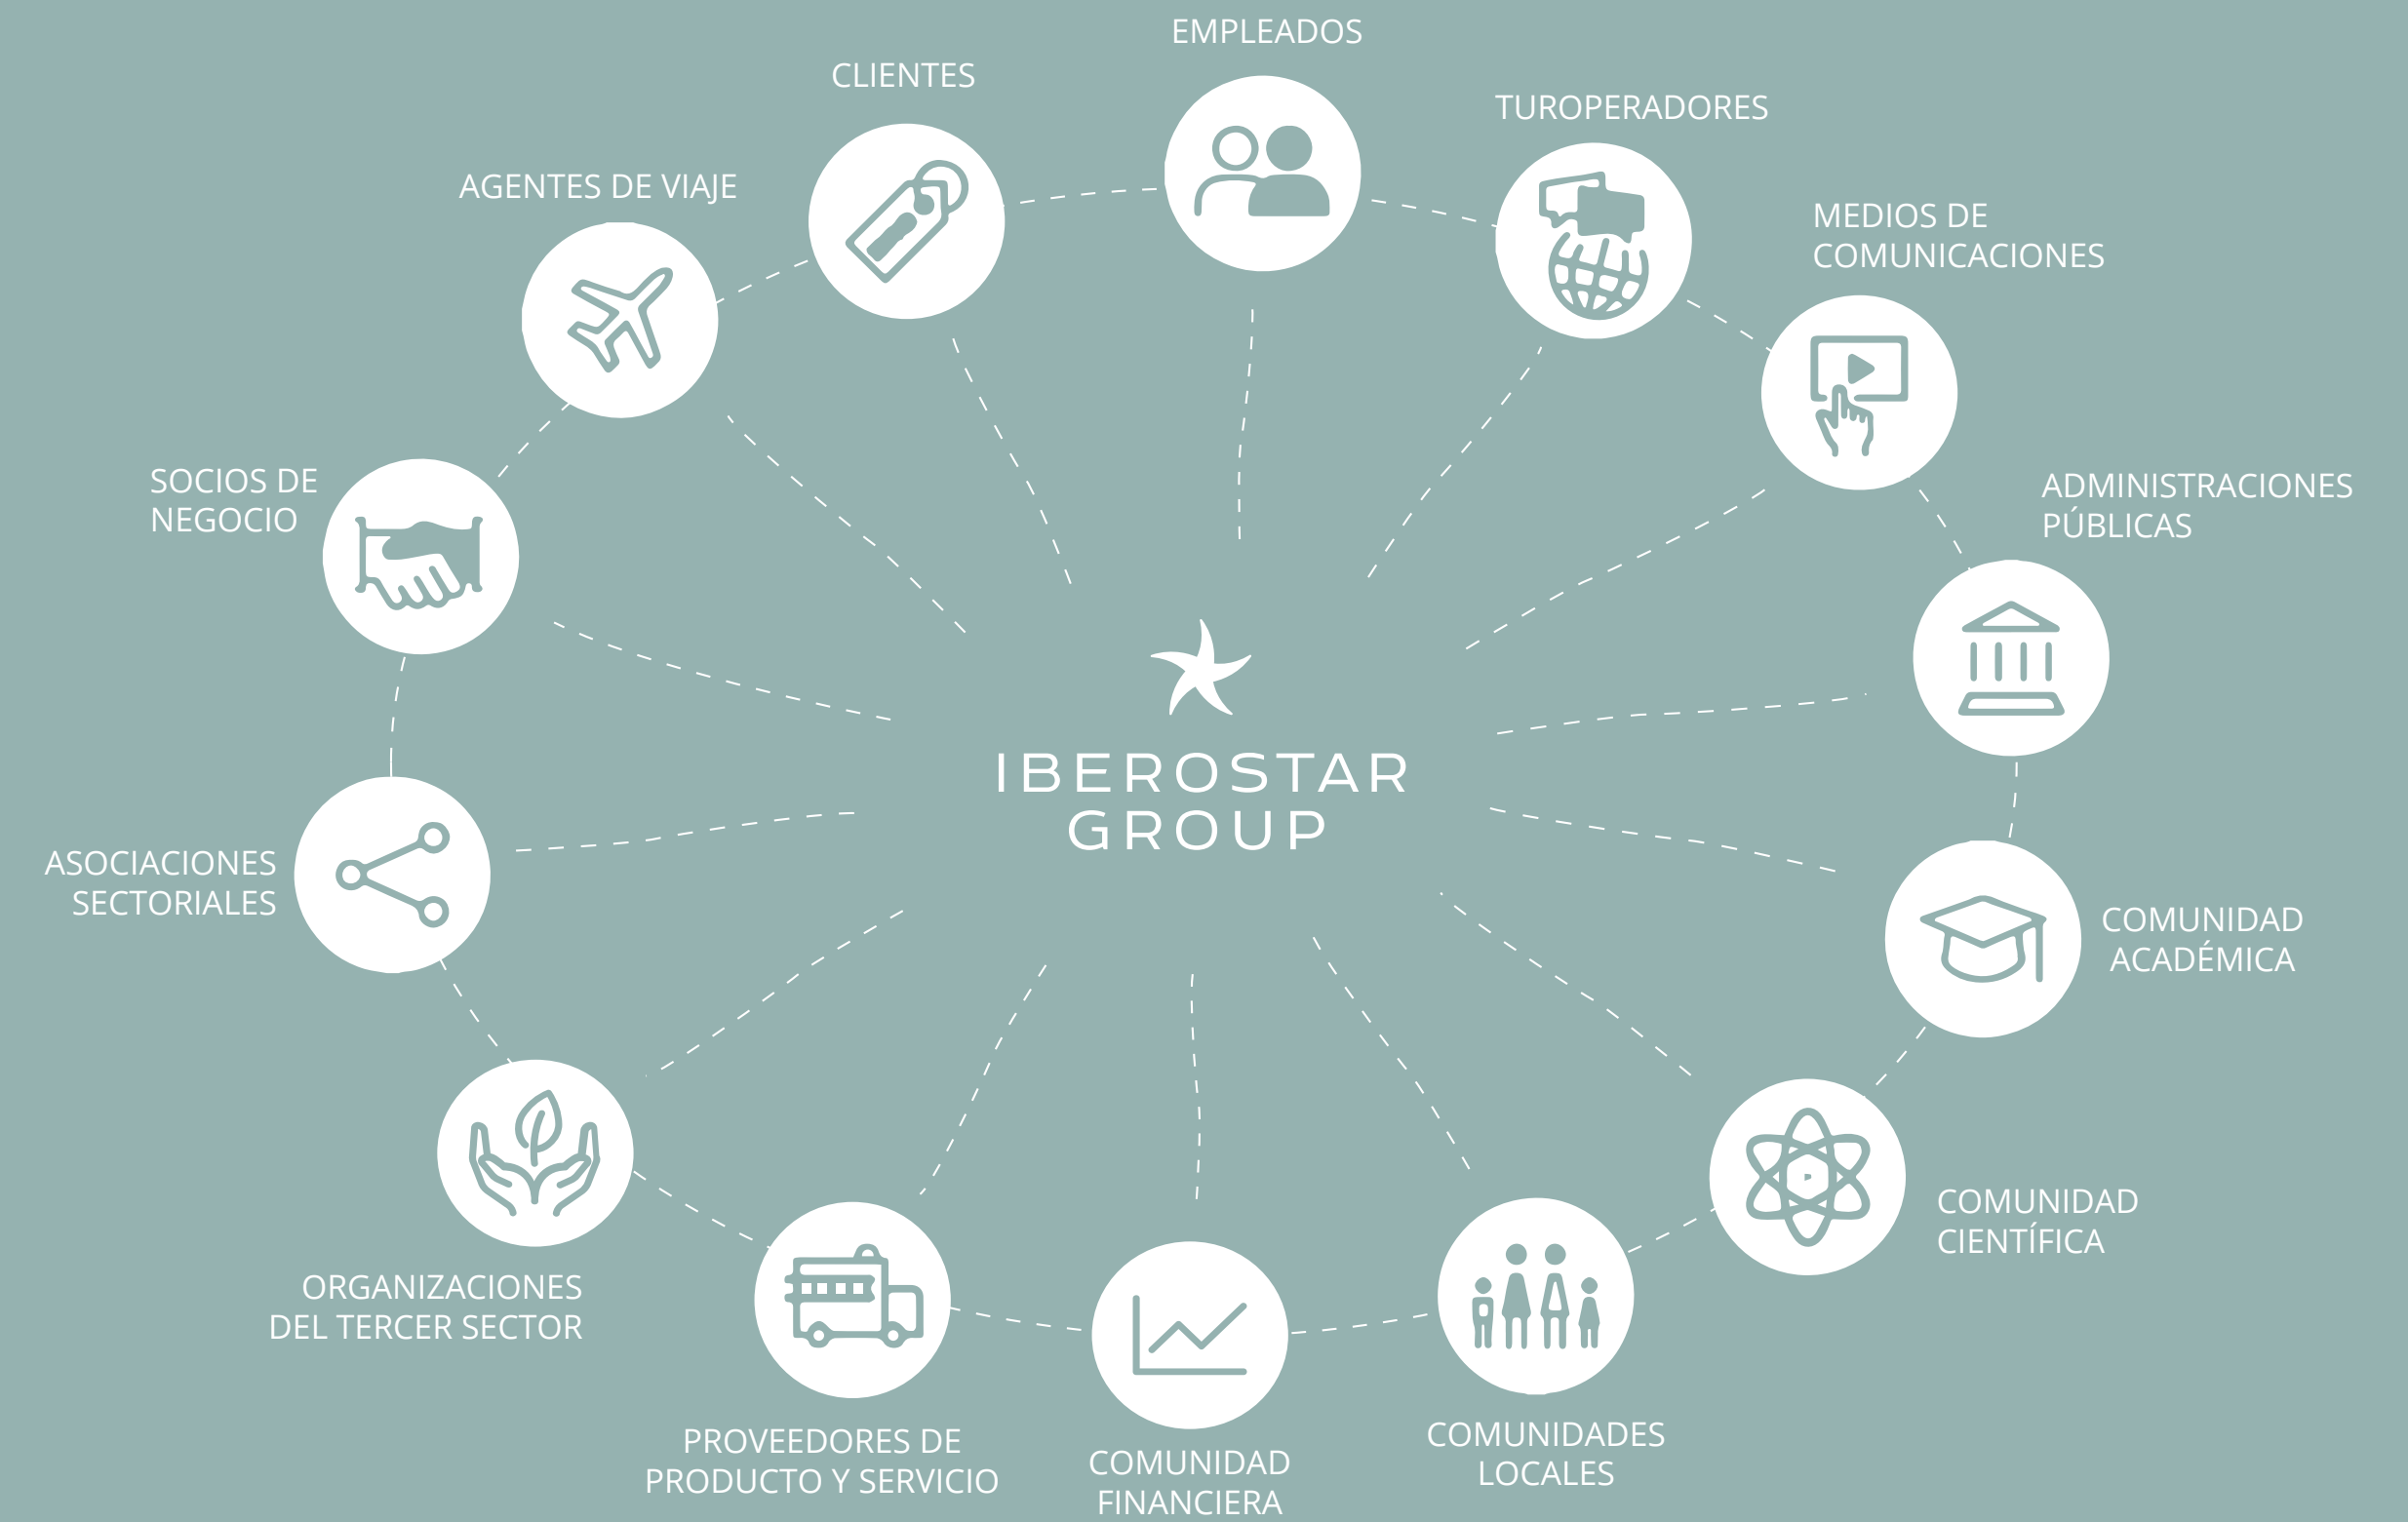 EMPLEADOS
CLIENTES
TUROPERADORES
AGENTES DE VIAJE
MEDIOS DE
COMUNICACIONES
SOCIOS DE
NEGOCIO
ADMINISTRACIONES
PÚBLICAS
IBEROSTAR
GROUP
ASOCIACIONES
SECTORIALES
COMUNIDAD
ACADÉMICA
COMUNIDAD
CIENTÍFICA
ORGANIZACIONES
DEL TERCER SECTOR
PROVEEDORES DE
PRODUCTO Y SERVICIO
COMUNIDAD
FINANCIERA
COMUNIDADES
LOCALES